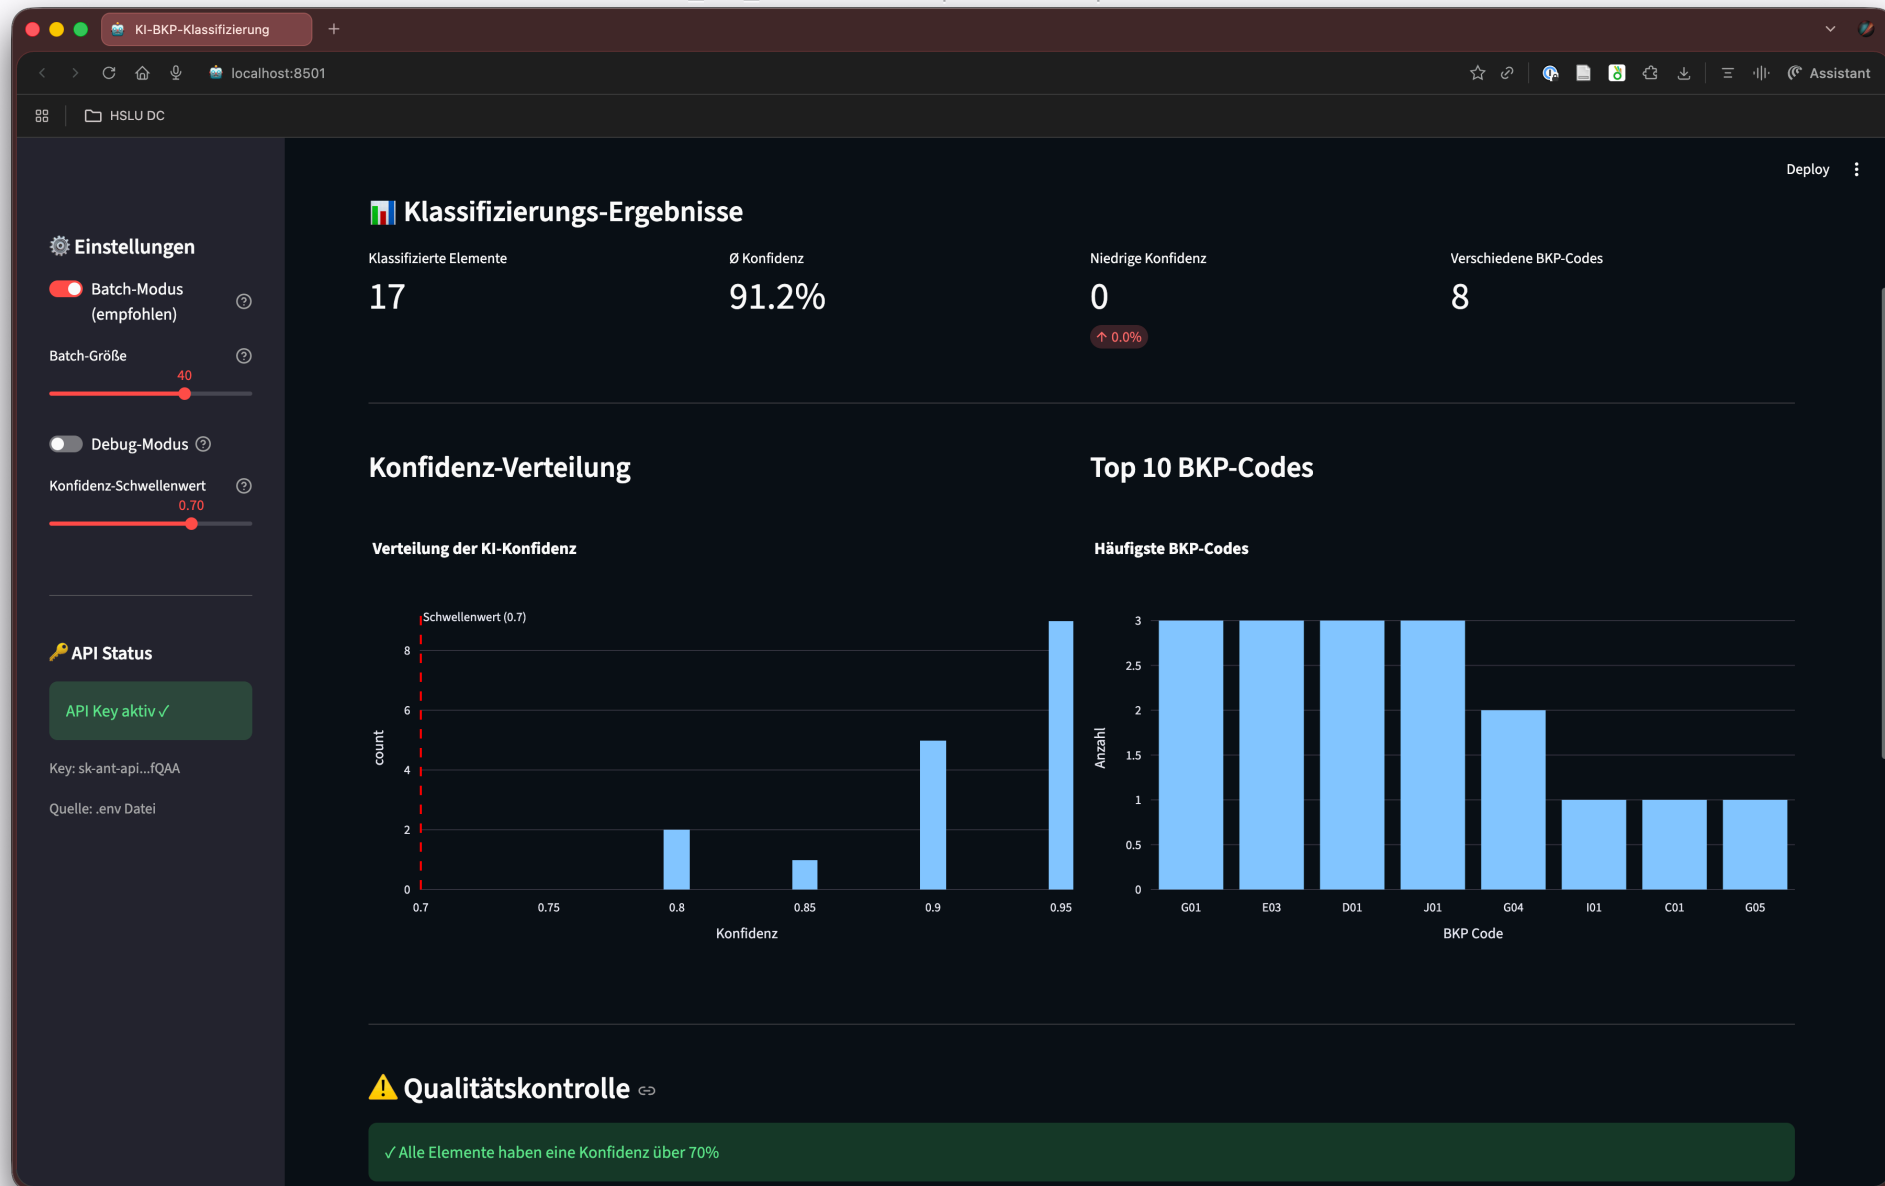 KI-BKP-Klassifizierung
localhost:8501
Assistant
HSLU DC
Deploy
Einstellungen
Batch-Modus
(empfohlen)
Batch-Größe
40
Debug-Modus
Konfidenz-Schwellenwert
0.70
API Status
API Key aktiv ✓
Key: sk-ant-api...fQAA
Quelle: .env Datei
Klassifizierungs-Ergebnisse
Klassifizierte Elemente
17
Ø Konfidenz
91.2%
Niedrige Konfidenz
0
↑ 0.0%
Verschiedene BKP-Codes
8
Konfidenz-Verteilung
Verteilung der KI-Konfidenz
Schwellenwert (0.7)
8
6
4
2
0
count
0.7 0.75 0.8 0.85 0.9 0.95
Konfidenz
Top 10 BKP-Codes
Häufigste BKP-Codes
3
2.5
2
1.5
1
0.5
0
Anzahl
G01 E03 D01 J01 G04 I01 C01 G05
BKP Code
Qualitätskontrolle
✓ Alle Elemente haben eine Konfidenz über 70%